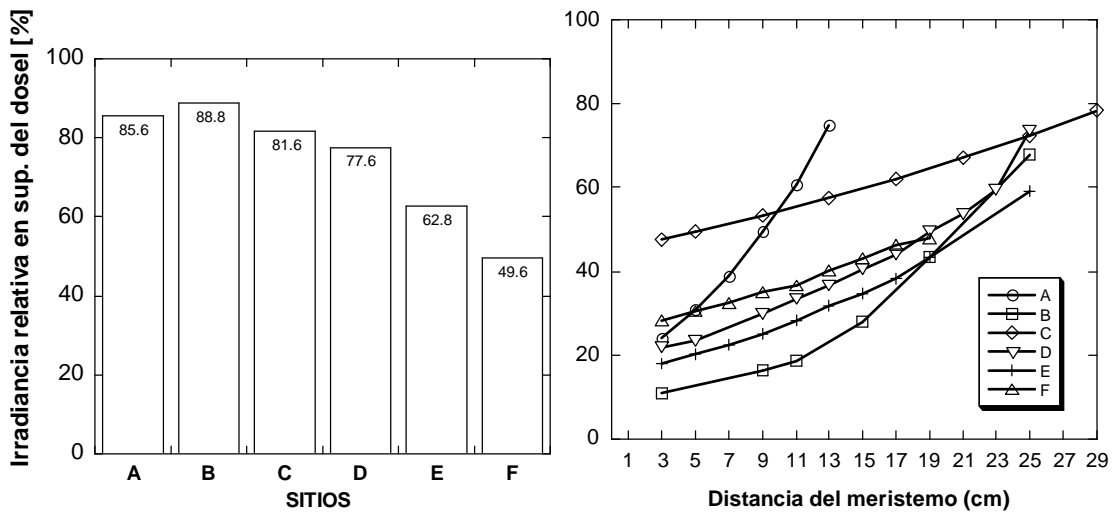 Irradiancia relativa en sup. del dosel [%]
100
80
60
40
20
0
85.6
88.8
81.6
77.6
62.8
49.6
A B C D E F
SITIOS
100
80
60
40
20
0
A
B
C
D
E
F
1 3 5 7 9 11 13 15 17 19 21 23 25 27 29
Distancia del meristemo (cm)